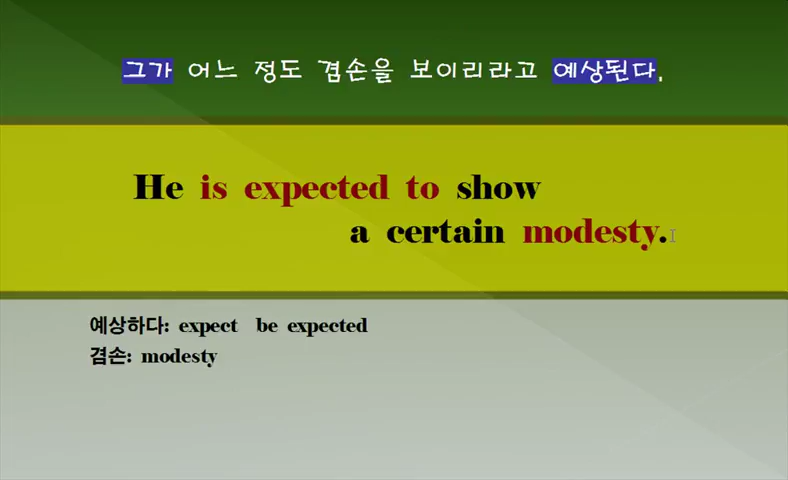 그가 어느 정도 겸손을 보이리라고 예상된다.
He is expected to show
a certain modesty.
예상하다: expect be expected
겸손: modesty